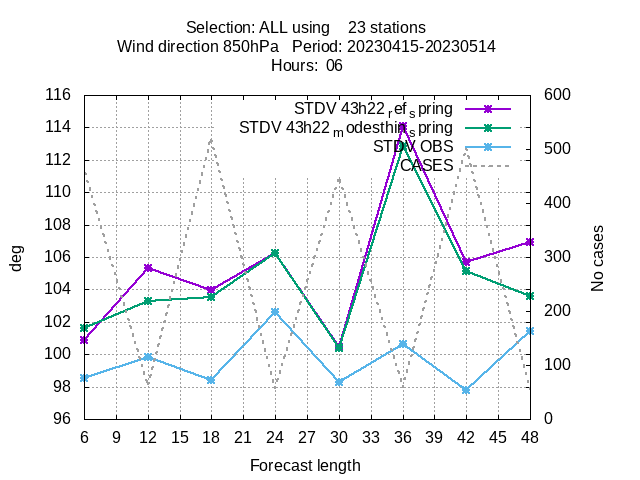 Selection: ALL using    23 stations
Wind direction 850hPa   Period: 20230415-20230514
Hours:  06
STDV 43h22_ref_spring
STDV 43h22_modesthin_spring
STDV OBS
CASES
116
114
112
110
108
106
104
102
100
98
96
600
500
400
300
200
100
0
deg
No cases
6 9 12 15 18 21 24 27 30 33 36 39 42 45 48
Forecast length